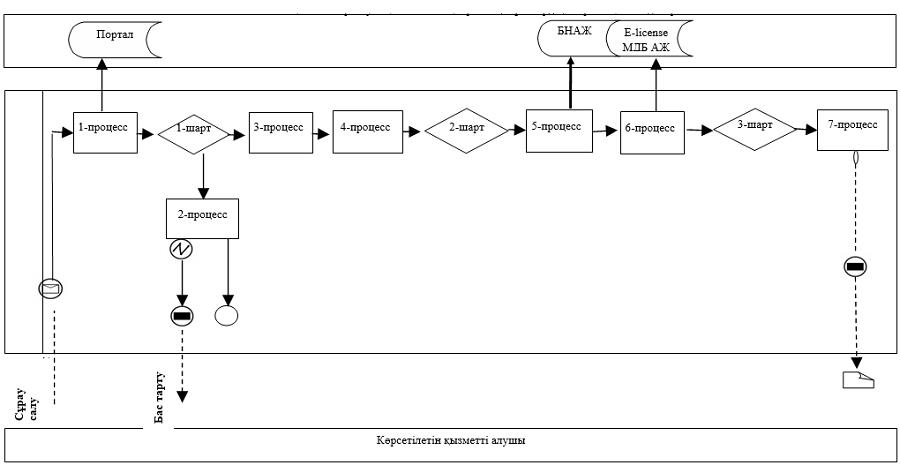 Портал
БНАЖ
E-license
МДБ АЖ
1-процесс
1-шарт
3-процесс
4-процесс
2-шарт
5-процесс
6-процесс
3-шарт
7-процесс
2-процесс
Сұрау
салу
Бас тарту
Көрсетілетін қызметті алушы